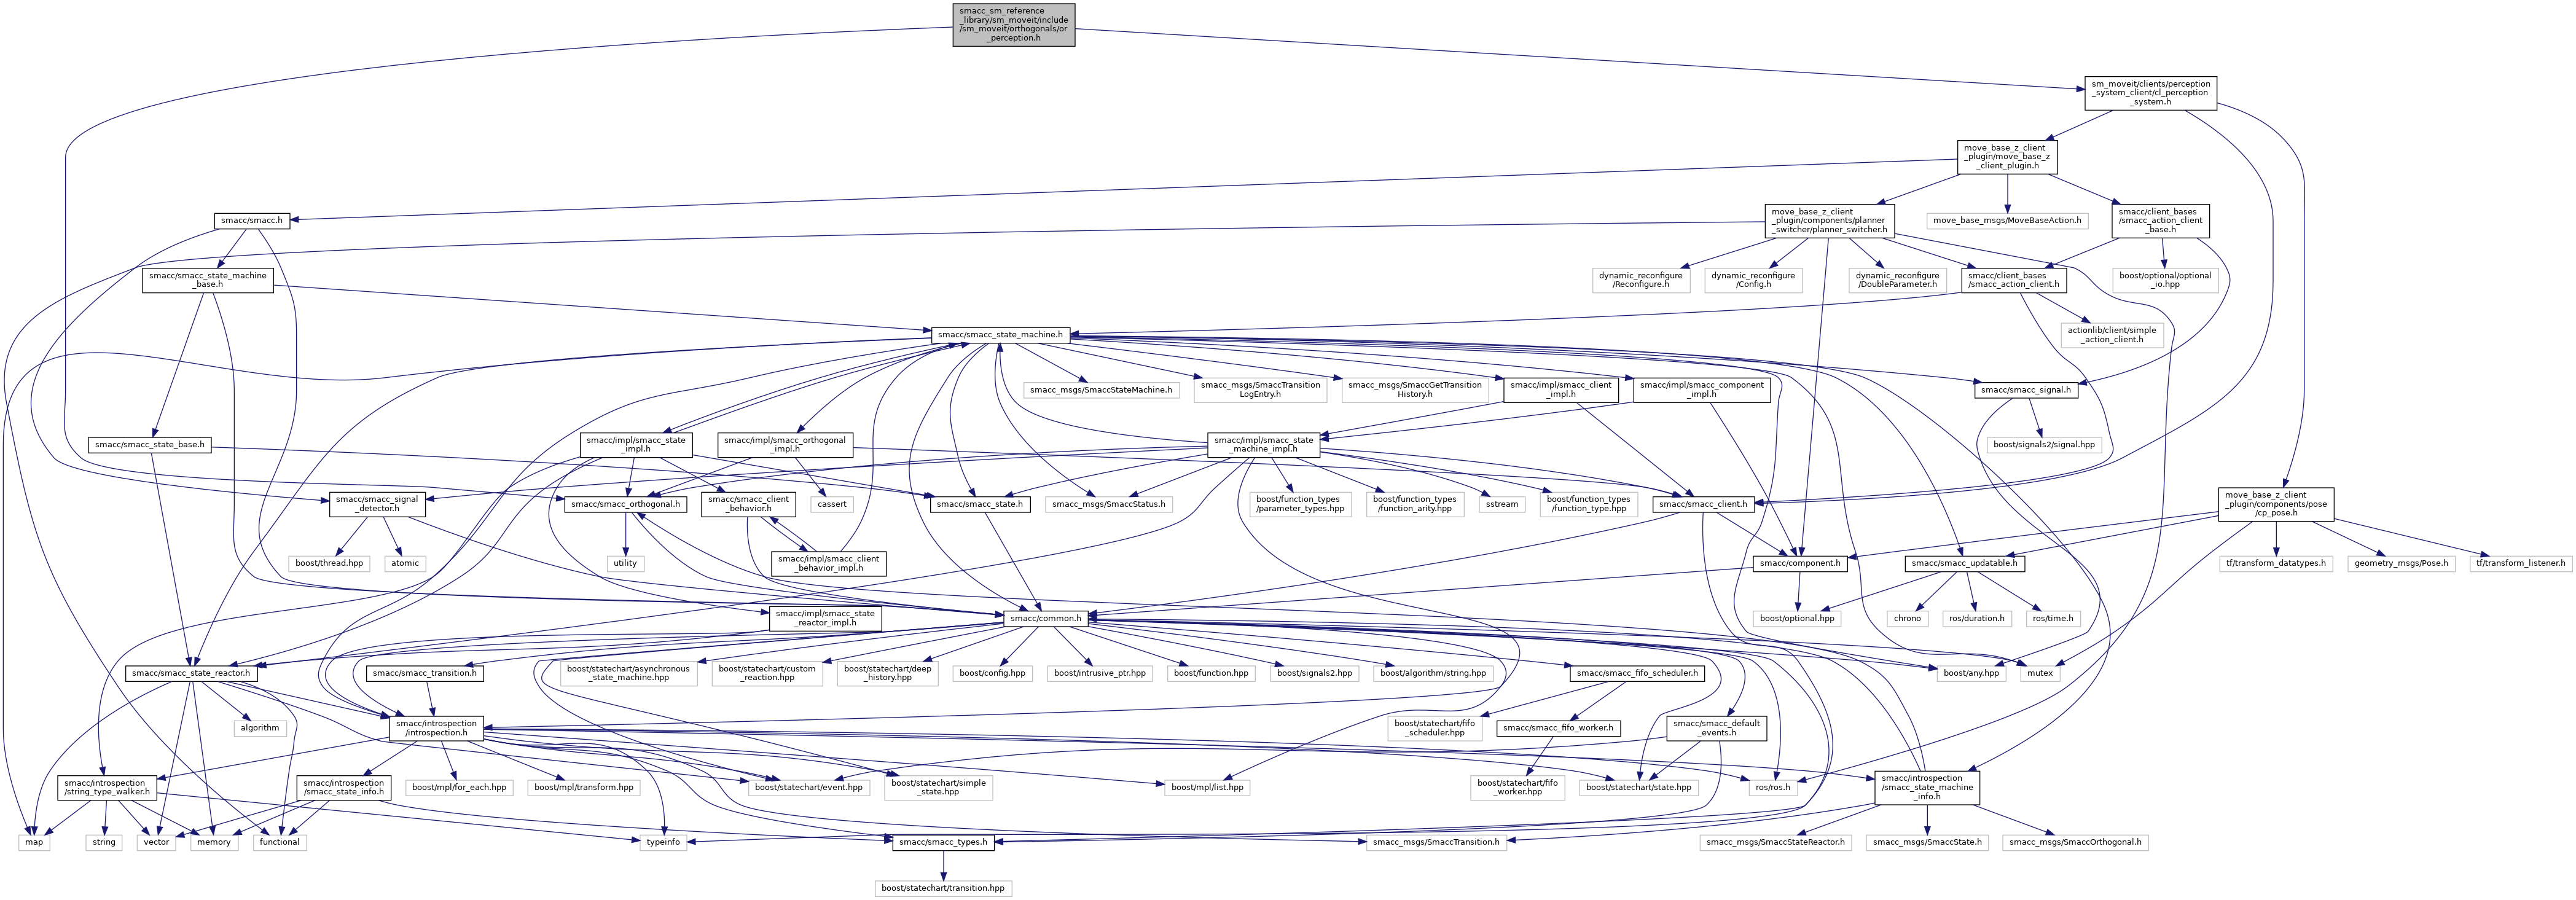 smacc_sm_reference
_library/sm_moveit/include
/sm_moveit/orthogonals/or
_perception.h
sm_moveit/clients/perception
_system_client/cl_perception
_system.h
move_base_z_client
_plugin/move_base_z
_client_plugin.h
smacc/smacc.h
move_base_z_client
_plugin/components/planner
_switcher/planner_switcher.h
move_base_msgs/MoveBaseAction.h
smacc/client_bases
/smacc_action_client
_base.h
smacc/smacc_state_machine
_base.h
dynamic_reconfigure
/Reconfigure.h
dynamic_reconfigure
/Config.h
dynamic_reconfigure
/DoubleParameter.h
smacc/client_bases
/smacc_action_client.h
boost/optional/optional
_io.hpp
smacc/smacc_state_machine.h
actionlib/client/simple
_action_client.h
smacc_msgs/SmaccStateMachine.h
smacc_msgs/SmaccTransition
LogEntry.h
smacc_msgs/SmaccGetTransition
History.h
smacc/impl/smacc_client
_impl.h
smacc/impl/smacc_component
_impl.h
smacc/smacc_signal.h
smacc/smacc_state_base.h
smacc/impl/smacc_state
_impl.h
smacc/impl/smacc_orthogonal
_impl.h
smacc/impl/smacc_state
_machine_impl.h
boost/signals2/signal.hpp
smacc/smacc_signal
_detector.h
smacc/smacc_orthogonal.h
smacc/smacc_client
_behavior.h
cassert
smacc/smacc_state.h
smacc_msgs/SmaccStatus.h
boost/function_types
/parameter_types.hpp
boost/function_types
/function_arity.hpp
sstream
boost/function_types
/function_type.hpp
smacc/smacc_client.h
move_base_z_client
_plugin/components/pose
/cp_pose.h
boost/thread.hpp
atomic
utility
smacc/impl/smacc_client
_behavior_impl.h
smacc/component.h
smacc/smacc_updatable.h
tf/transform_datatypes.h
geometry_msgs/Pose.h
tf/transform_listener.h
smacc/impl/smacc_state
_reactor_impl.h
smacc/common.h
boost/optional.hpp
chrono
ros/duration.h
ros/time.h
smacc/smacc_state_reactor.h
smacc/smacc_transition.h
boost/statechart/asynchronous
_state_machine.hpp
boost/statechart/custom
_reaction.hpp
boost/statechart/deep
_history.hpp
boost/config.hpp
boost/intrusive_ptr.hpp
boost/function.hpp
boost/signals2.hpp
boost/algorithm/string.hpp
smacc/smacc_fifo_scheduler.h
boost/any.hpp
mutex
algorithm
smacc/introspection
/introspection.h
boost/statechart/fifo
_scheduler.hpp
smacc/smacc_fifo_worker.h
smacc/smacc_default
_events.h
smacc/introspection
/string_type_walker.h
smacc/introspection
/smacc_state_info.h
boost/mpl/for_each.hpp
boost/mpl/transform.hpp
boost/statechart/event.hpp
boost/statechart/simple
_state.hpp
boost/mpl/list.hpp
boost/statechart/fifo
_worker.hpp
boost/statechart/state.hpp
ros/ros.h
smacc/introspection
/smacc_state_machine
_info.h
map
string
vector
memory
functional
typeinfo
smacc/smacc_types.h
smacc_msgs/SmaccTransition.h
smacc_msgs/SmaccStateReactor.h
smacc_msgs/SmaccState.h
smacc_msgs/SmaccOrthogonal.h
boost/statechart/transition.hpp